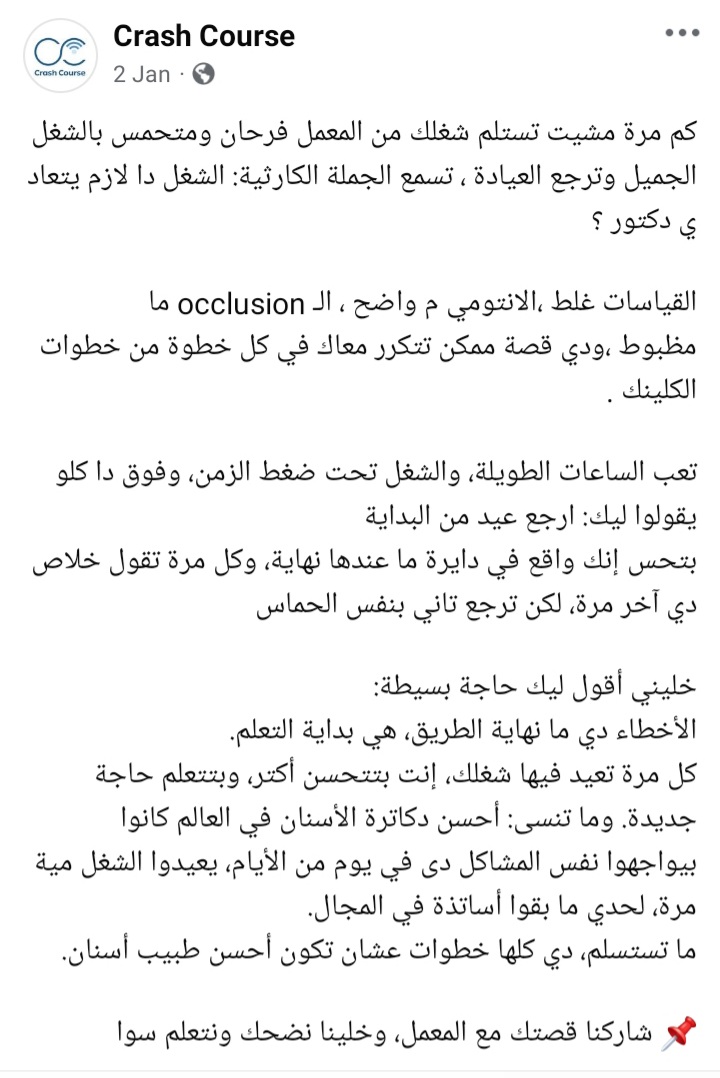 Crash Course
2 Jan ·
Crash Course
كم مرة مشيت تستلم شغلك من المعمل فرحان ومتحمس بالشغل
الجميل وترجع العيادة ، تسمع الجملة الكارثية: الشغل دا لازم يتعاد
ي دكتور ؟
القياسات غلط ،الانتومي م واضح ، الـ occlusion ما
مظبوط ،ودي قصة ممكن تتكرر معاك في كل خطوة من خطوات
الكلينك .
تعب الساعات الطويلة، والشغل تحت ضغط الزمن، وفوق دا كلو
يقولوا ليك: ارجع عيد من البداية
بتحس إنك واقع في دايرة ما عندها نهاية، وكل مرة تقول خلاص
دي آخر مرة، لكن ترجع تاني بنفس الحماس
خليني أقول ليك حاجة بسيطة:
الأخطاء دي ما نهاية الطريق، هي بداية التعلم.
كل مرة تعيد فيها شغلك، إنت بتتحسن أكتر، وبتتعلم حاجة
جديدة. وما تنسى: أحسن دكاترة الأسنان في العالم كانوا
بيواجهوا نفس المشاكل دى في يوم من الأيام، يعيدوا الشغل مية
مرة، لحدي ما بقوا أساتذة في المجال.
ما تستسلم، دي كلها خطوات عشان تكون أحسن طبيب أسنان.
📌 شاركنا قصتك مع المعمل، وخلينا نضحك ونتعلم سوا